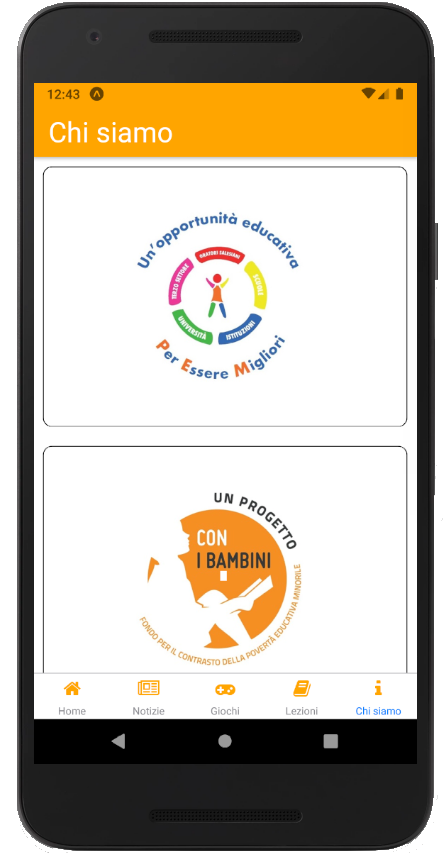 12:43
Chi siamo
Un'opportunità educativa
ORATORI SALESIANI
TERZO SETTORE
SCUOLE
UNIVERSITÀ
ISTITUZIONI
Per Essere Migliori
UN PROGETTO
CON
I BAMBINI
FONDO PER IL CONTRASTO DELLA POVERTÀ EDUCATIVA MINORILE
Home
Notizie
Giochi
Lezioni
Chi siamo